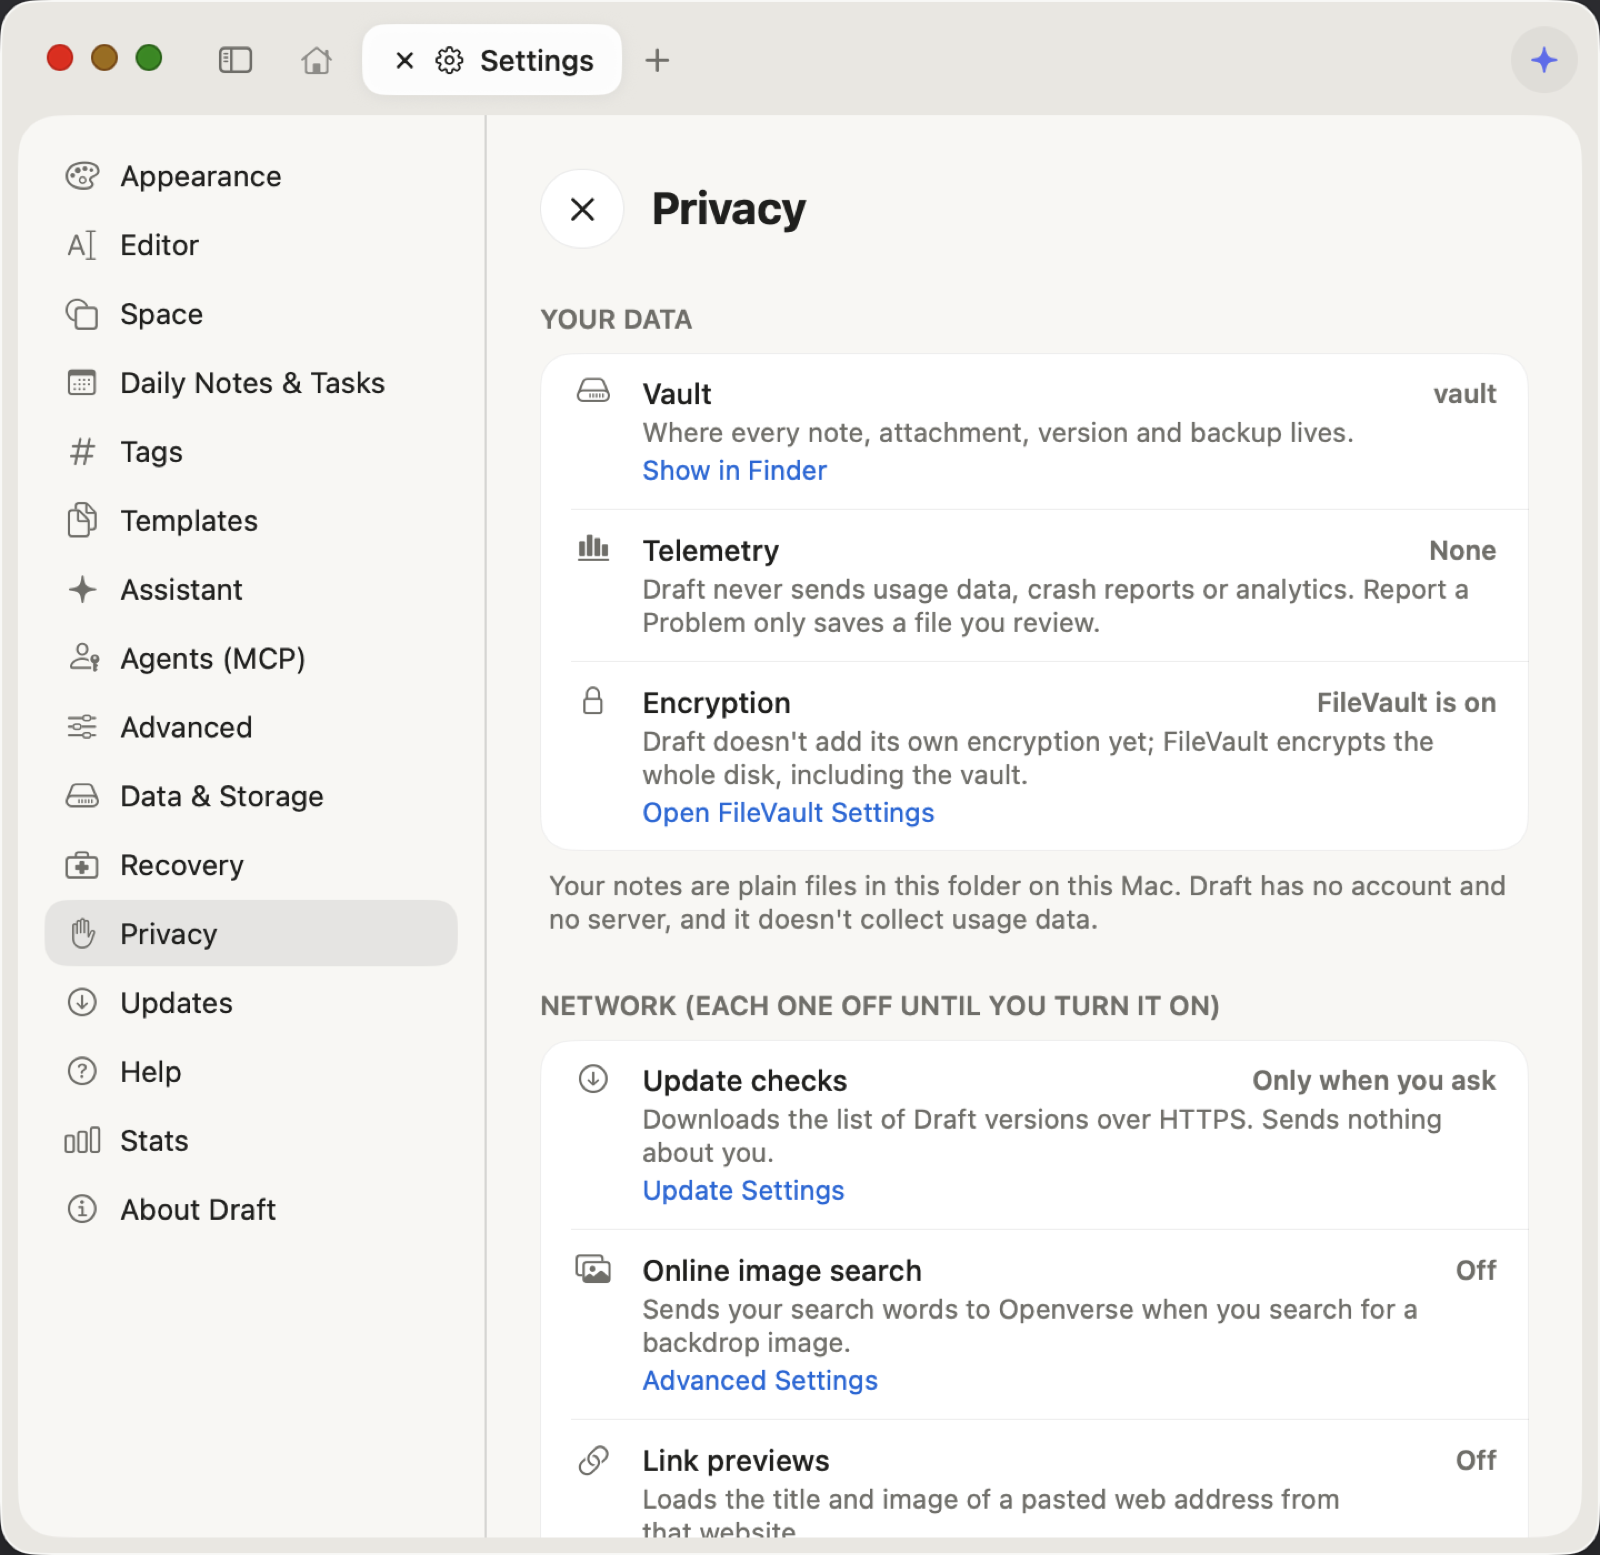 Settings
Appearance
Editor
Space
Daily Notes & Tasks
Tags
Templates
Assistant
Agents (MCP)
Advanced
Data & Storage
Recovery
Privacy
Updates
Help
Stats
About Draft
Privacy
YOUR DATA
Vault
vault
Where every note, attachment, version and backup lives.
Show in Finder
Telemetry
None
Draft never sends usage data, crash reports or analytics. Report a
Problem only saves a file you review.
Encryption
FileVault is on
Draft doesn't add its own encryption yet; FileVault encrypts the
whole disk, including the vault.
Open FileVault Settings
Your notes are plain files in this folder on this Mac. Draft has no account and
no server, and it doesn't collect usage data.
NETWORK (EACH ONE OFF UNTIL YOU TURN IT ON)
Update checks
Only when you ask
Downloads the list of Draft versions over HTTPS. Sends nothing
about you.
Update Settings
Online image search
Off
Sends your search words to Openverse when you search for a
backdrop image.
Advanced Settings
Link previews
Off
Loads the title and image of a pasted web address from
that website